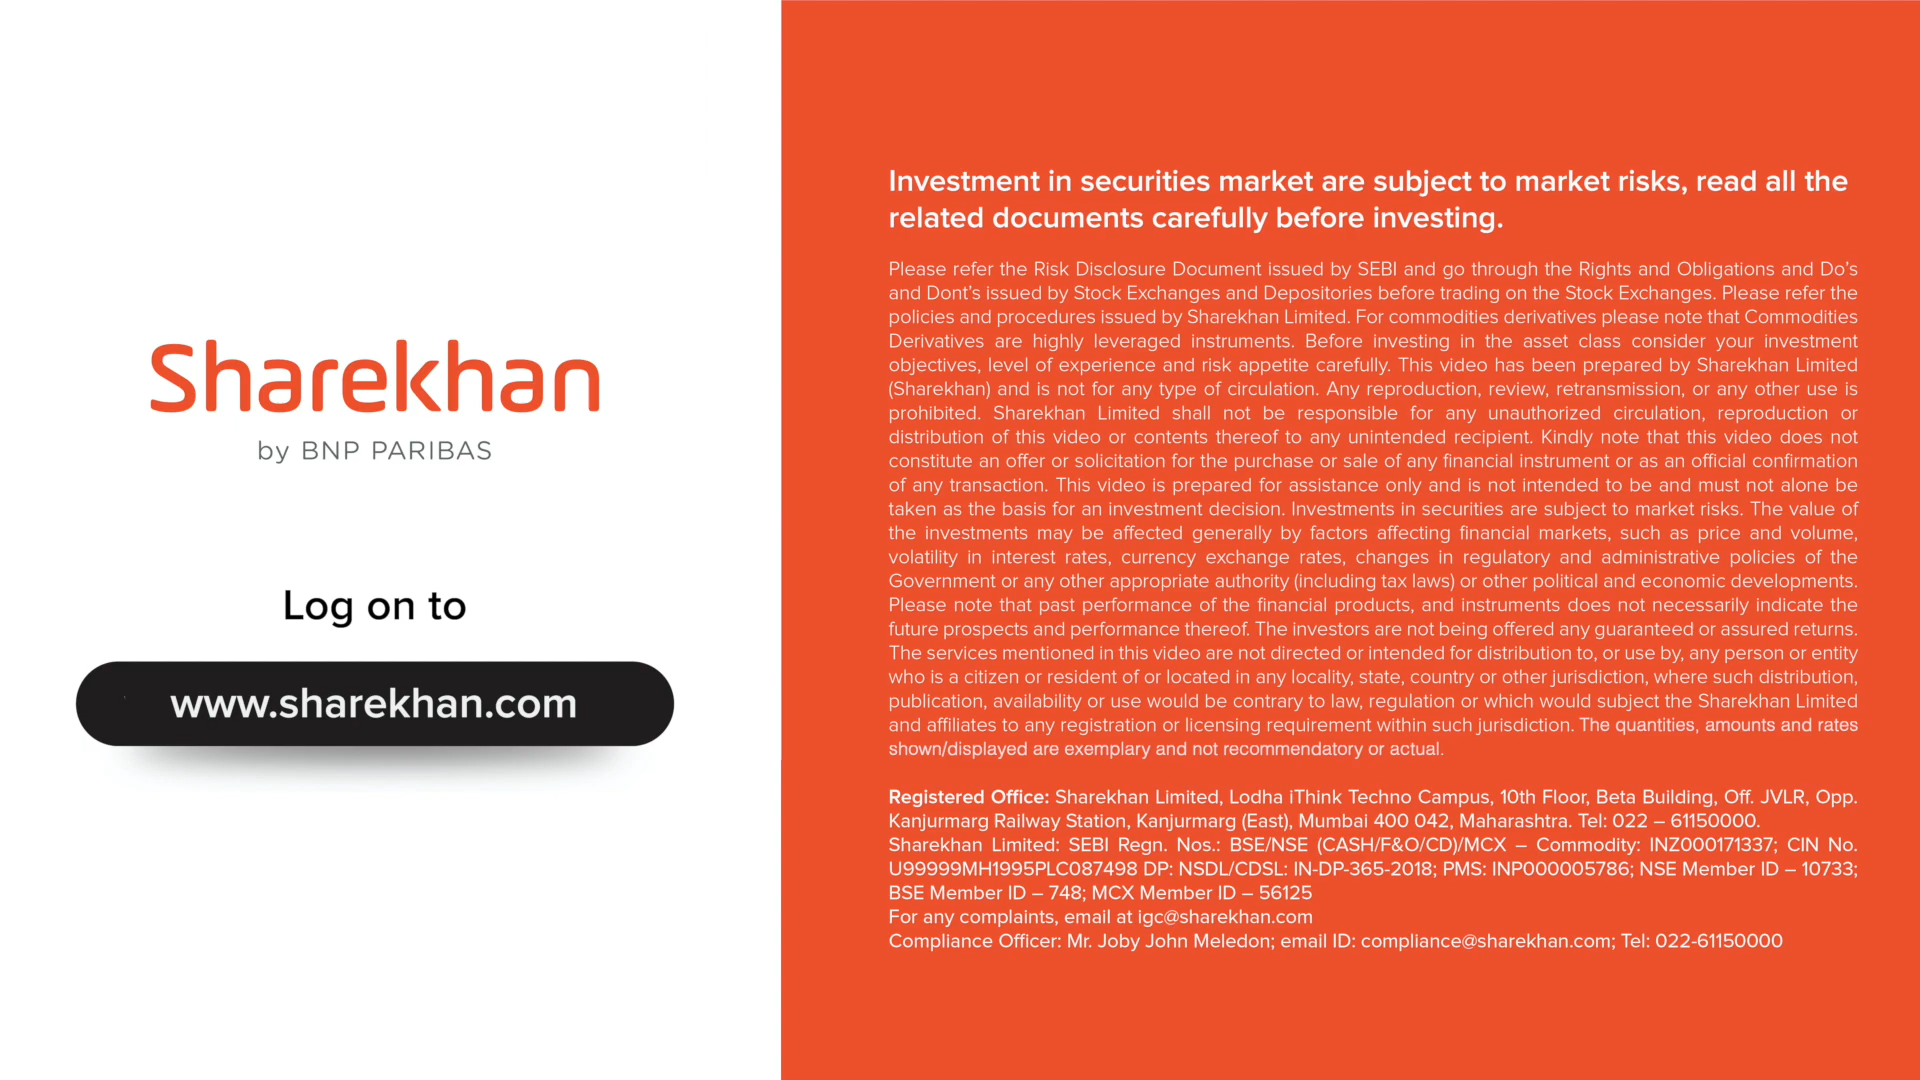 Sharekhan
by BNP PARIBAS
Log on to
www.sharekhan.com
Investment in securities market are subject to market risks, read all the
related documents carefully before investing.
Please refer the Risk Disclosure Document issued by SEBI and go through the Rights and Obligations and Do's
and Dont's issued by Stock Exchanges and Depositories before trading on the Stock Exchanges. Please refer the
policies and procedures issued by Sharekhan Limited. For commodities derivatives please note that Commodities
Derivatives are highly leveraged instruments. Before investing in the asset class consider your investment
objectives, level of experience and risk appetite carefully. This video has been prepared by Sharekhan Limited
(Sharekhan) and is not for any type of circulation. Any reproduction, review, retransmission, or any other use is
prohibited. Sharekhan Limited shall not be responsible for any unauthorized circulation, reproduction or
distribution of this video or contents thereof to any unintended recipient. Kindly note that this video does not
constitute an offer or solicitation for the purchase or sale of any financial instrument or as an official confirmation
of any transaction. This video is prepared for assistance only and is not intended to be and must not alone be
taken as the basis for an investment decision. Investments in securities are subject to market risks. The value of
the investments may be affected generally by factors affecting financial markets, such as price and volume,
volatility in interest rates, currency exchange rates, changes in regulatory and administrative policies of the
Government or any other appropriate authority (including tax laws) or other political and economic developments.
Please note that past performance of the financial products, and instruments does not necessarily indicate the
future prospects and performance thereof. The investors are not being offered any guaranteed or assured returns.
The services mentioned in this video are not directed or intended for distribution to, or use by, any person or entity
who is a citizen or resident of or located in any locality, state, country or other jurisdiction, where such distribution,
publication, availability or use would be contrary to law, regulation or which would subject the Sharekhan Limited
and affiliates to any registration or licensing requirement within such jurisdiction. The quantities, amounts and rates
shown/displayed are exemplary and not recommendatory or actual.
Registered Office: Sharekhan Limited, Lodha iThink Techno Campus, 10th Floor, Beta Building, Off. JVLR, Opp.
Kanjurmarg Railway Station, Kanjurmarg (East), Mumbai 400 042, Maharashtra. Tel: 022 – 61150000.
Sharekhan Limited: SEBI Regn. Nos.: BSE/NSE (CASH/F&O/CD)/MCX – Commodity: INZ000171337; CIN No.
U99999MH1995PLC087498 DP: NSDL/CDSL: IN-DP-365-2018; PMS: INP000005786; NSE Member ID – 10733;
BSE Member ID – 748; MCX Member ID – 56125
For any complaints, email at igc@sharekhan.com
Compliance Officer: Mr. Joby John Meledon; email ID: compliance@sharekhan.com; Tel: 022-61150000